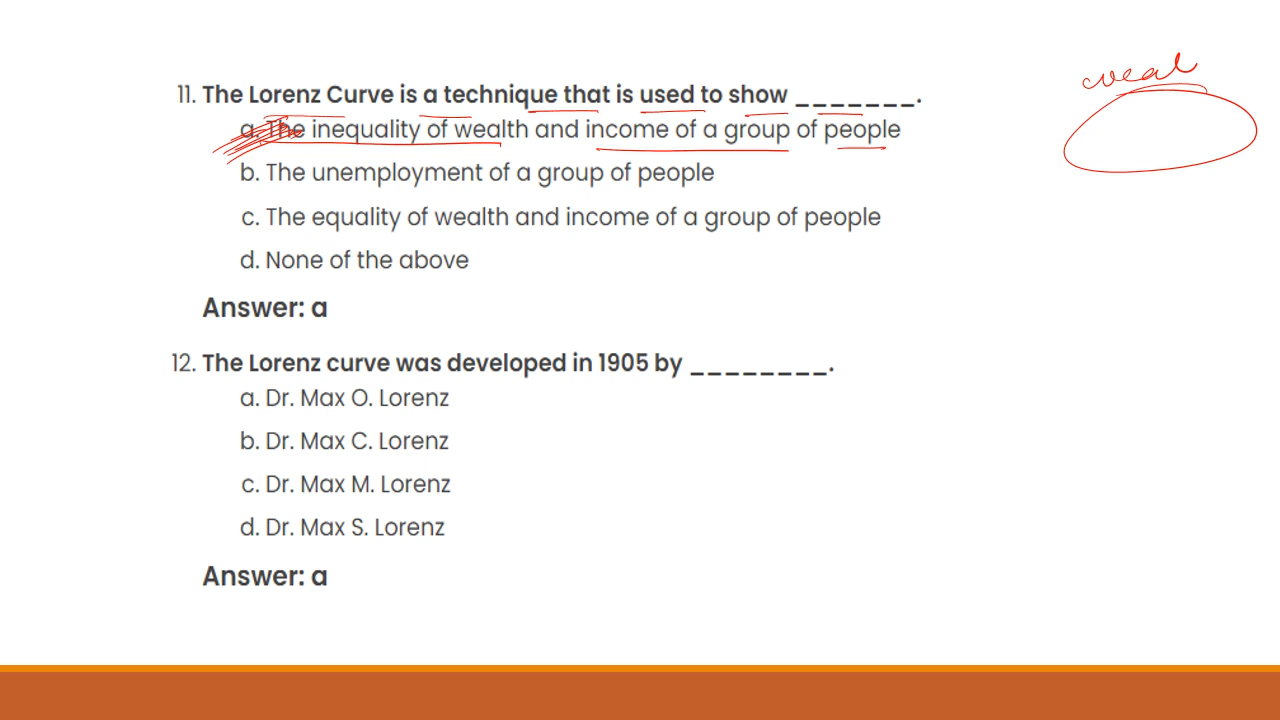 weal
11. The Lorenz Curve is a technique that is used to show _______.
a. The inequality of wealth and income of a group of people
b. The unemployment of a group of people
c. The equality of wealth and income of a group of people
d. None of the above
Answer: a
12. The Lorenz curve was developed in 1905 by ________.
a. Dr. Max O. Lorenz
b. Dr. Max C. Lorenz
c. Dr. Max M. Lorenz
d. Dr. Max S. Lorenz
Answer: a